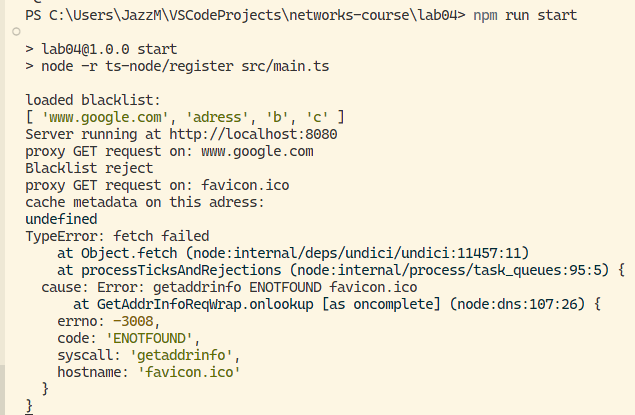 PS C:\Users\JazzM\VSCodeProjects\networks-course\lab04> npm run start
> lab04@1.0.0 start
> node -r ts-node/register src/main.ts
loaded blacklist:
[ 'www.google.com', 'adress', 'b', 'c' ]
Server running at http://localhost:8080
proxy GET request on: www.google.com
Blacklist reject
proxy GET request on: favicon.ico
cache metadata on this adress:
undefined
TypeError: fetch failed
    at Object.fetch (node:internal/deps/undici/undici:11457:11)
    at processTicksAndRejections (node:internal/process/task_queues:95:5) {
  cause: Error: getaddrinfo ENOTFOUND favicon.ico
      at GetAddrInfoReqWrap.onlookup [as oncomplete] (node:dns:107:26) {
    errno: -3008,
    code: 'ENOTFOUND',
    syscall: 'getaddrinfo',
    hostname: 'favicon.ico'
  }
}